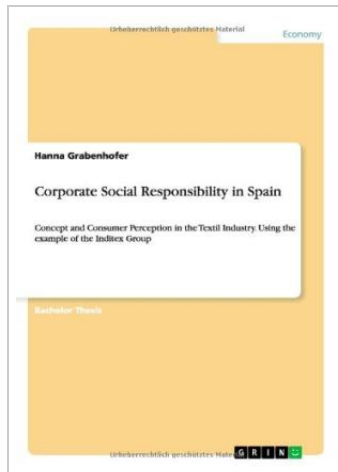 Urheberrechtlich geschütztes Material
Economy
Hanna Grabenhofer
Corporate Social Responsibility in Spain
Concept and Consumer Perception in the Textil Industry. Using the
example of the Inditex Group
Bachelor Thesis
Urheberrechtlich geschütztes Mater
GRIN